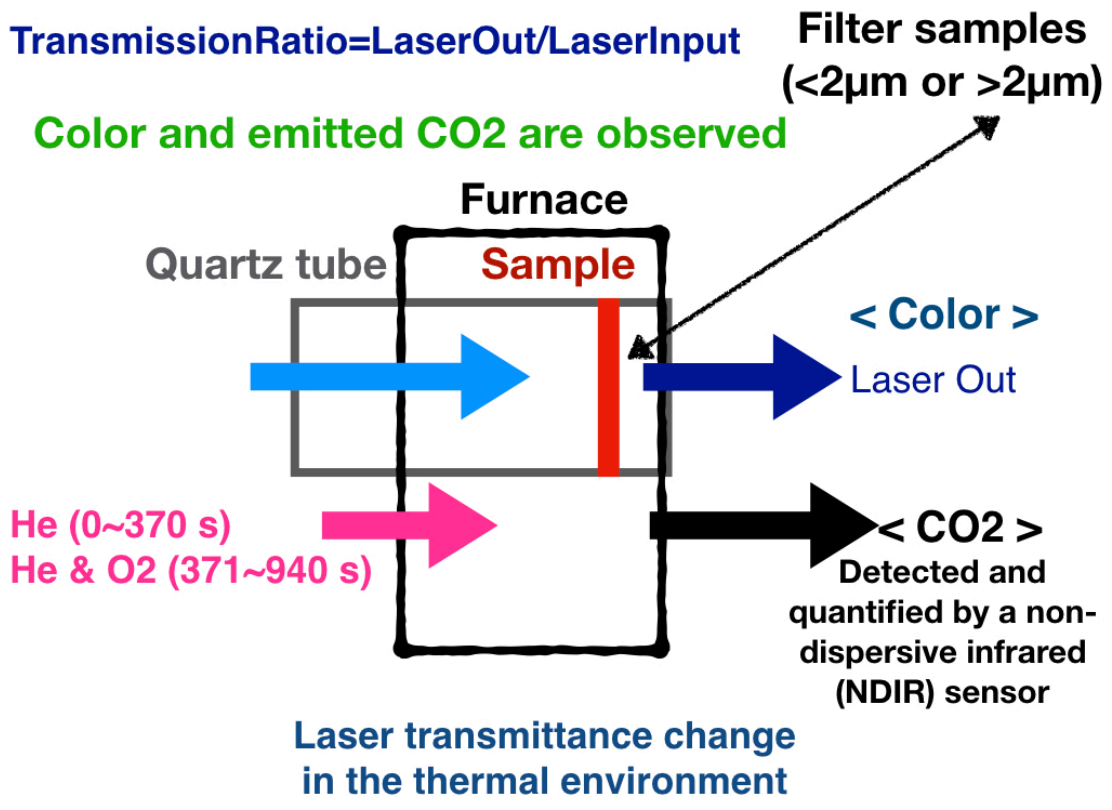 TransmissionRatio=LaserOut/LaserInput
Filter samples
(<2µm or >2µm)
Color and emitted CO2 are observed
Furnace
Quartz tube
Sample
< Color >
Laser Out
He (0~370 s)
He & O2 (371~940 s)
< CO2 >
Detected and
quantified by a non-
dispersive infrared
(NDIR) sensor
Laser transmittance change
in the thermal environment